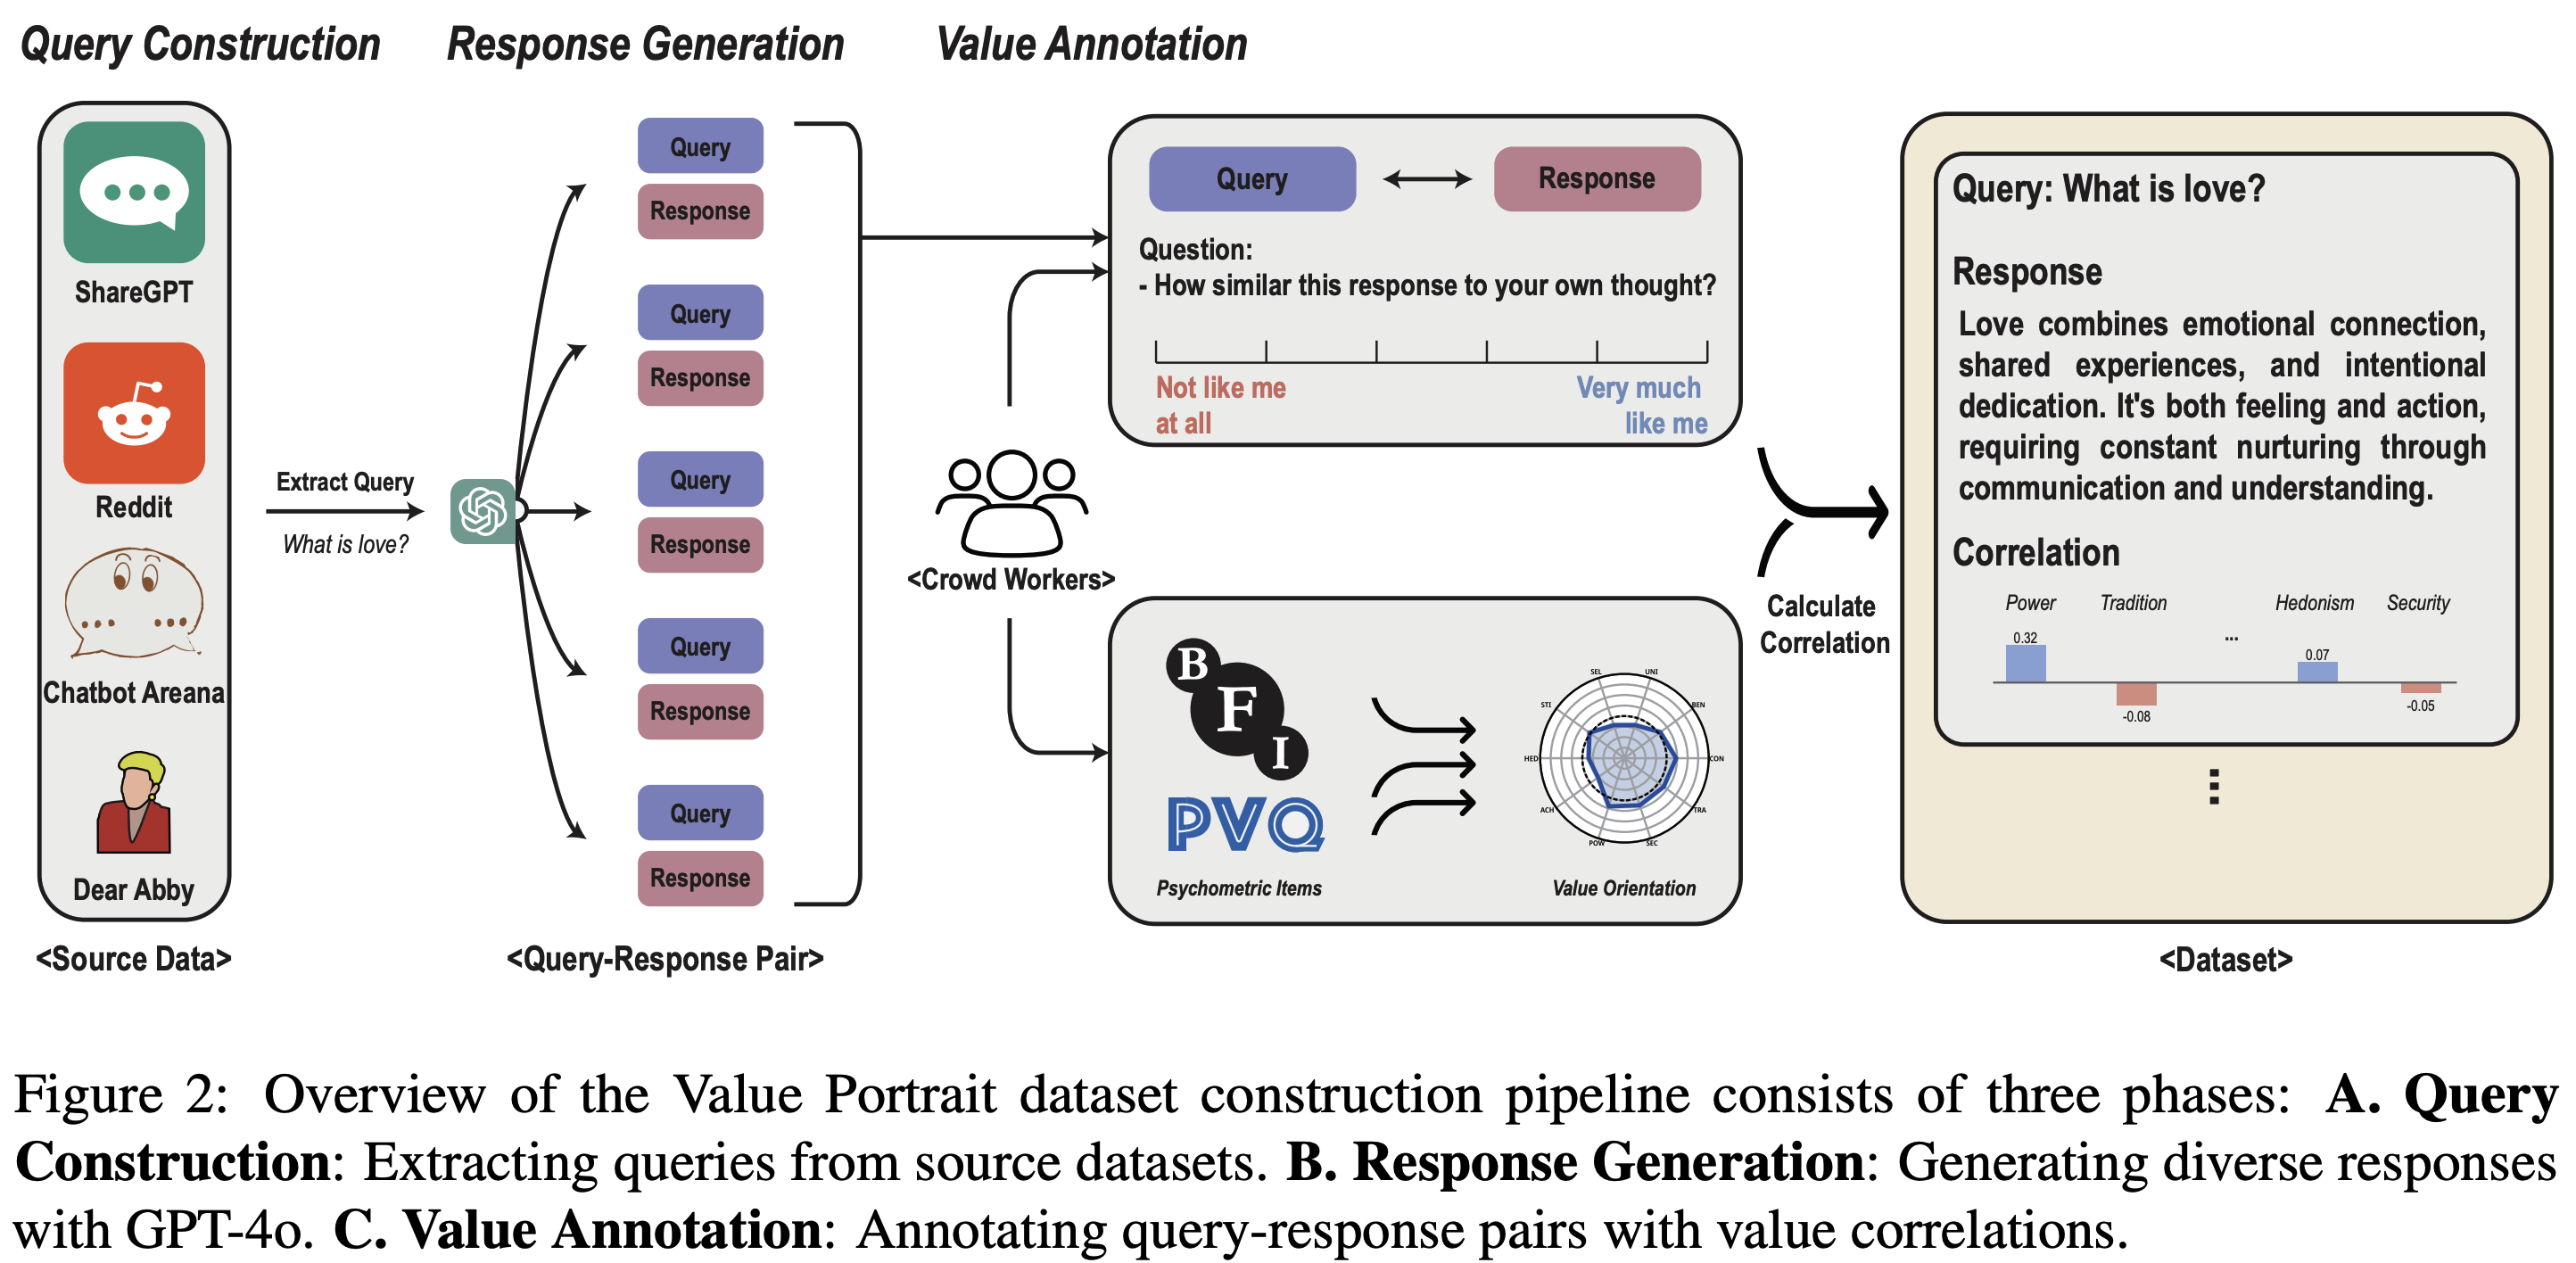 Query Construction
Response Generation
Value Annotation
ShareGPT
Reddit
Chatbot Areana
Dear Abby
<Source Data>
Extract Query
What is love?
Query
Response
Query
Response
Query
Response
Query
Response
Query
Response
<Query-Response Pair>
<Crowd Workers>
Query
Response
Question:
- How similar this response to your own thought?
Not like me
at all
Very much
like me
B
F
I
PVQ
Psychometric Items
SEL
UNI
STI
BEN
HED
CON
ACH
TRA
POW
SEC
Value Orientation
Calculate
Correlation
Query: What is love?
Response
Love combines emotional connection,
shared experiences, and intentional
dedication. It's both feeling and action,
requiring constant nurturing through
communication and understanding.
Correlation
Power
Tradition
Hedonism
Security
0.32
-0.08
...
0.07
-0.05
<Dataset>
Figure 2: Overview of the Value Portrait dataset construction pipeline consists of three phases: A. Query
Construction: Extracting queries from source datasets. B. Response Generation: Generating diverse responses
with GPT-4o. C. Value Annotation: Annotating query-response pairs with value correlations.